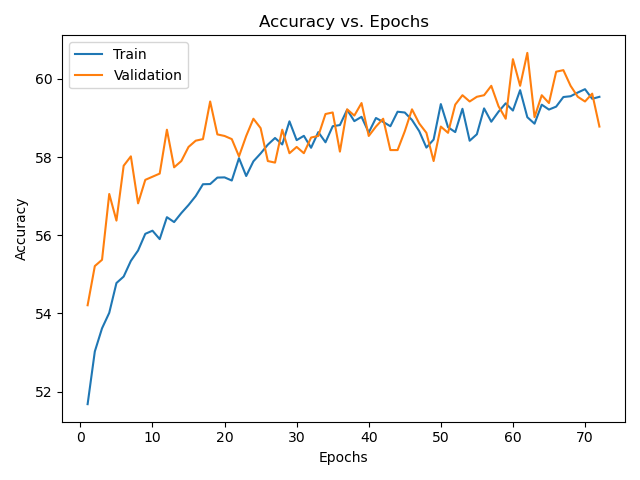 Accuracy vs. Epochs
Train
Validation
Accuracy
60
58
56
54
52
0 10 20 30 40 50 60 70
Epochs